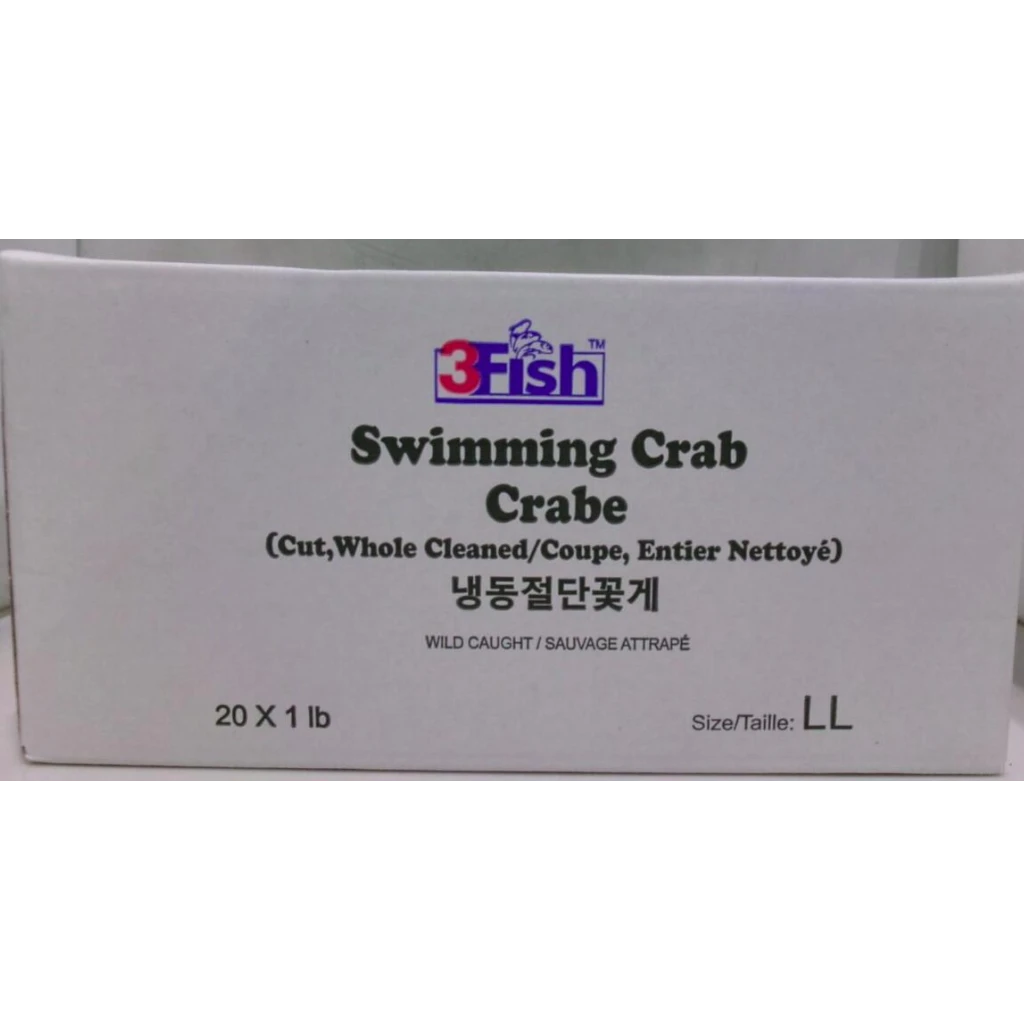 3Fish™
Swimming Crab
Crabe
(Cut,Whole Cleaned/Coupe, Entier Nettoyé)
냉동절단꽃게
WILD CAUGHT / SAUVAGE ATTRAPÉ
20 X 1 lb
Size/Taille: LL